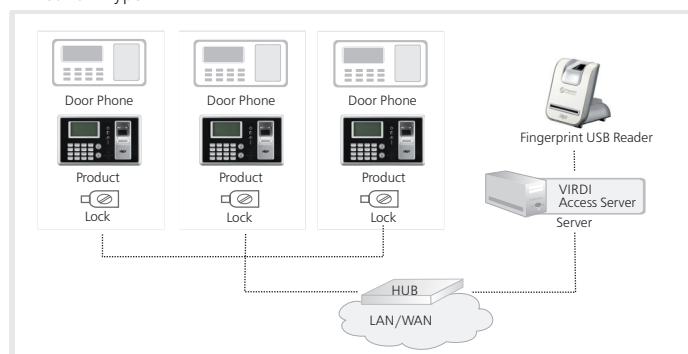 Door Phone
Product
Lock
Door Phone
Product
Lock
Door Phone
Product
Lock
Fingerprint USB Reader
VIRDI
Access Server
Server
HUB
LAN/WAN